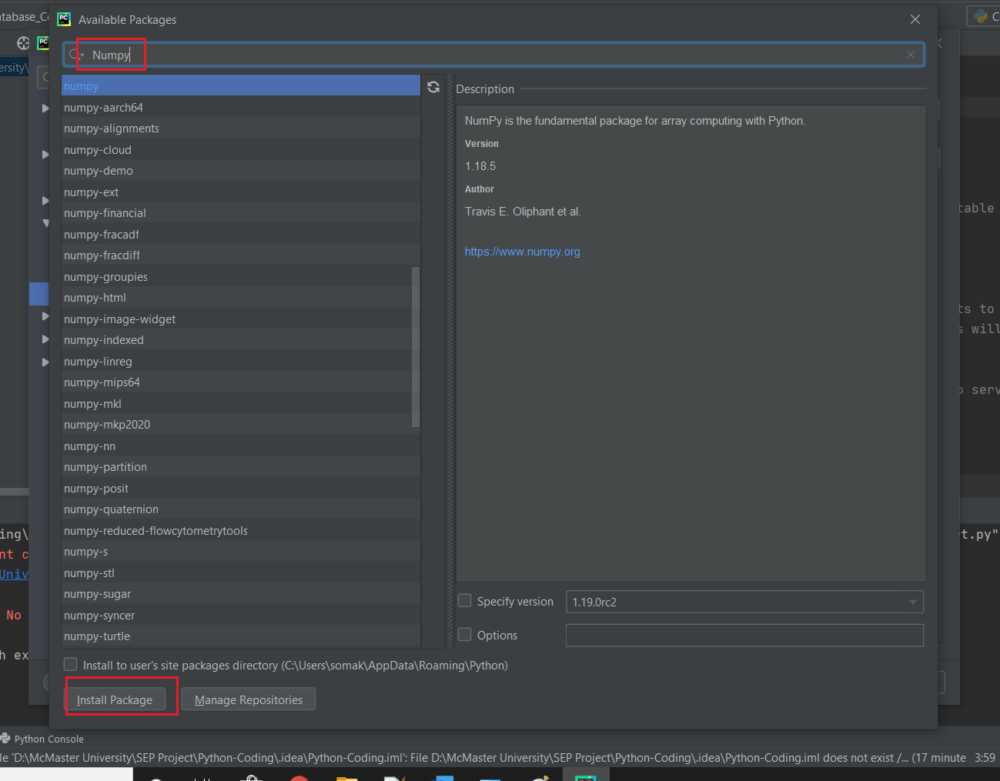 Available Packages
Numpy
numpy
numpy-aarch64
numpy-alignments
numpy-cloud
numpy-demo
numpy-ext
numpy-financial
numpy-fracadf
numpy-fracdiff
numpy-groupies
numpy-html
numpy-image-widget
numpy-indexed
numpy-linreg
numpy-mips64
numpy-mkl
numpy-mkp2020
numpy-nn
numpy-partition
numpy-posit
numpy-quaternion
numpy-reduced-flowcytometrytools
numpy-s
numpy-stl
numpy-sugar
numpy-syncer
numpy-turtle
Description
NumPy is the fundamental package for array computing with Python.
Version
1.18.5
Author
Travis E. Oliphant et al.
https://www.numpy.org
Specify version 1.19.0rc2
Options
Install to user's site packages directory (C:\Users\somak\AppData\Roaming\Python)
Install Package Manage Repositories
tabase_Co
ersity\
table
ts to
s will
o serv
ing\
t.py"
nt c
Univ
No
h ex
Python Console
le 'D:\McMaster University\SEP Project\Python-Coding\.idea\Python-Coding.iml': File D:\McMaster University\SEP Project\Python-Coding\.idea\Python-Coding.iml does not exist /... (17 minute 3:59